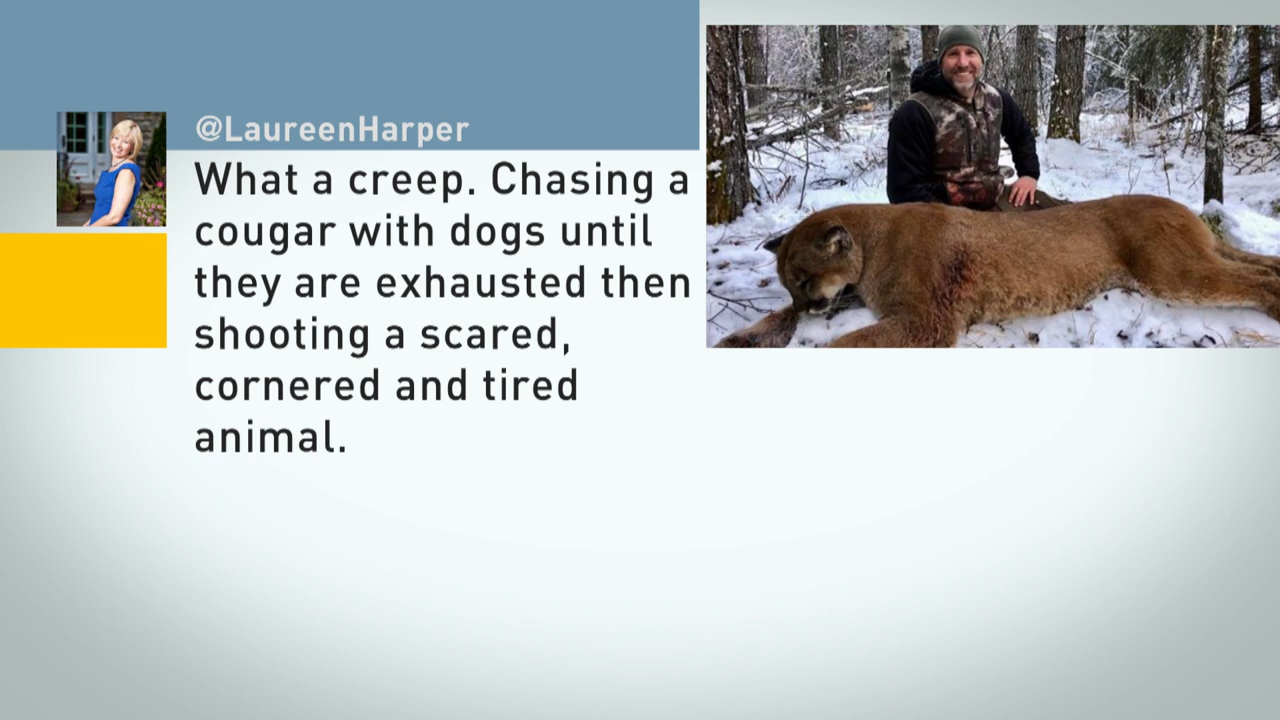 @LaureenHarper
What a creep. Chasing a
cougar with dogs until
they are exhausted then
shooting a scared,
cornered and tired
animal.